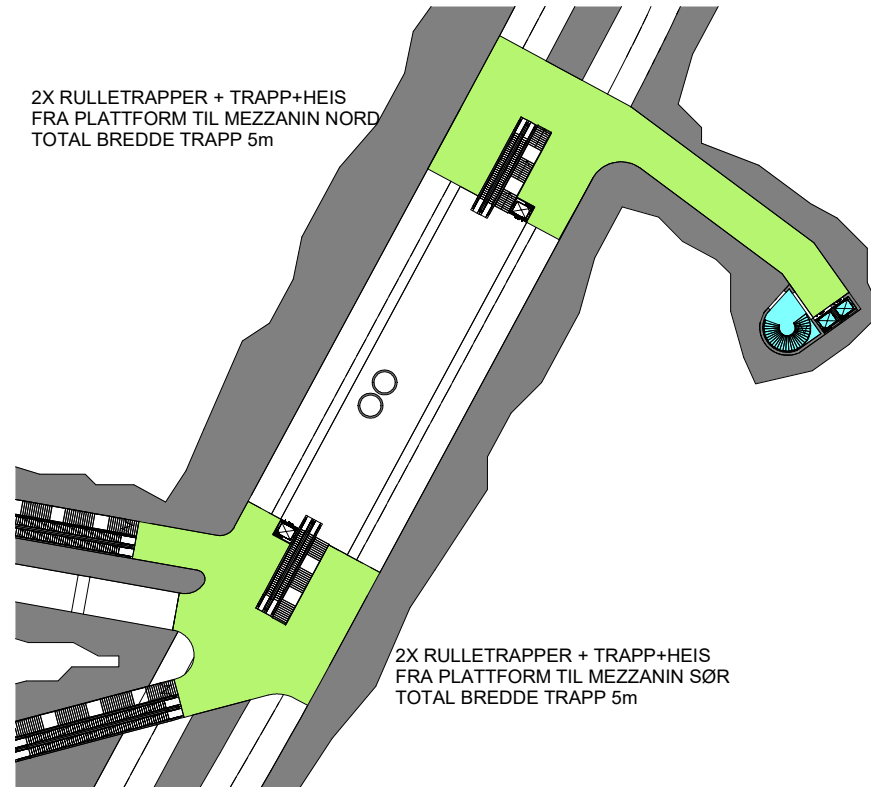 2X RULLETRAPPER + TRAPP+HEIS
FRA PLATTFORM TIL MEZZANIN NORD
TOTAL BREDDE TRAPP 5m
2X RULLETRAPPER + TRAPP+HEIS
FRA PLATTFORM TIL MEZZANIN SØR
TOTAL BREDDE TRAPP 5m